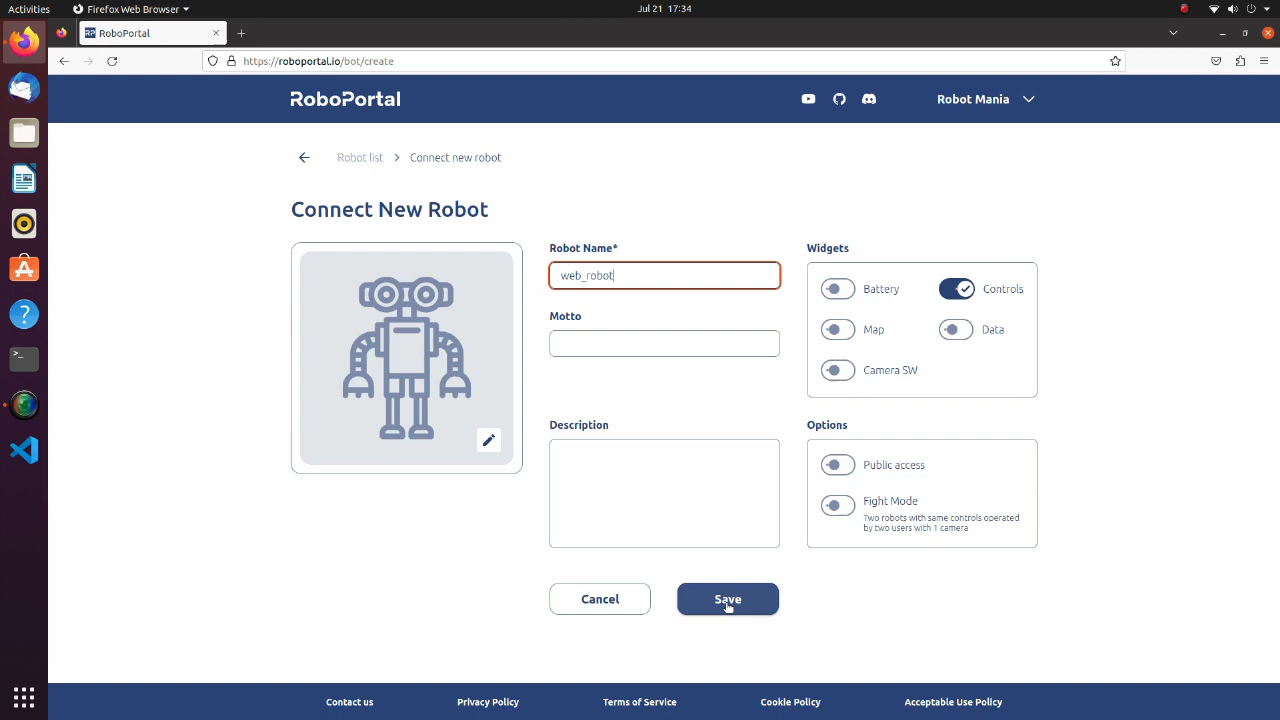 Activities
Firefox Web Browser
Jul 21 17:34
RP RoboPortal
https://roboportal.io/bot/create
RoboPortal
Robot Mania
Robot list > Connect new robot
Connect New Robot
Robot Name*
web_robot
Motto
Description
Widgets
Battery
Controls
Map
Data
Camera SW
Options
Public access
Fight Mode
Two robots with same controls operated
by two users with 1 camera
Cancel
Save
Contact us
Privacy Policy
Terms of Service
Cookie Policy
Acceptable Use Policy